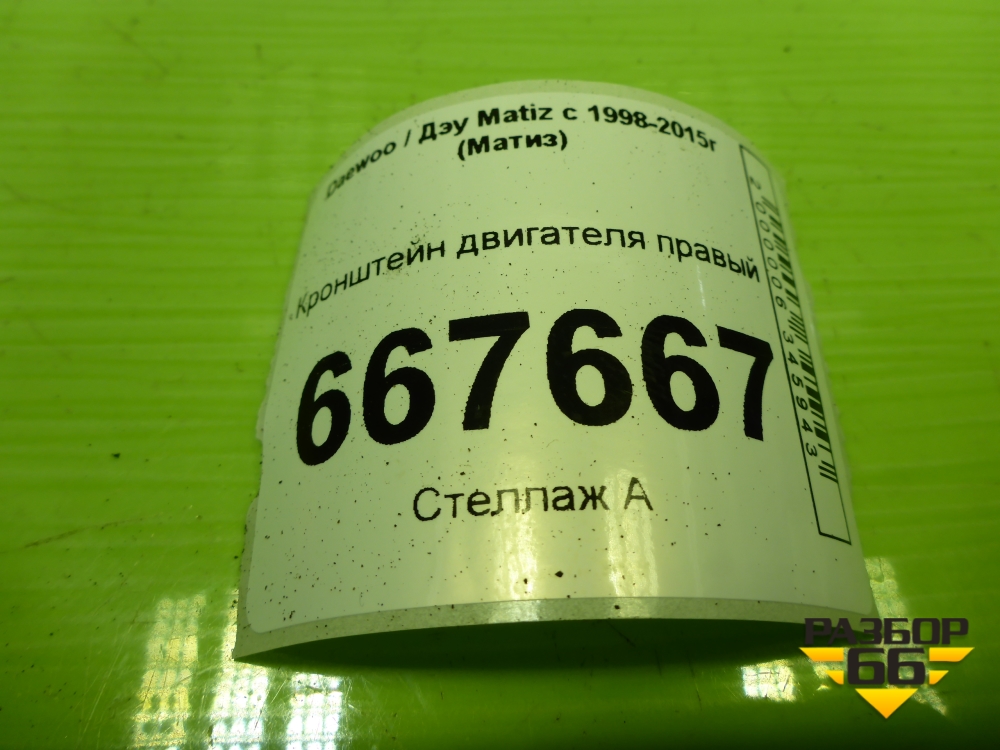 Daewoo / Дэу Matiz с 1998-2015г
(Матиз)
Кронштейн двигателя правый
667667
Стеллаж А
2000006345943
РАЗБОР
66